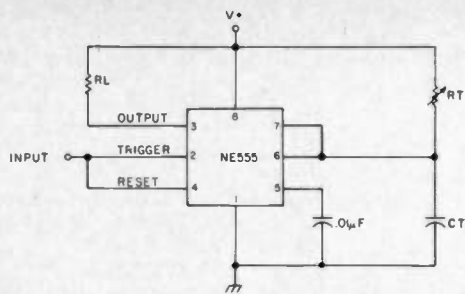 V+
RL
RT
OUTPUT
8
3
7
INPUT
TRIGGER
2
NE555
6
RESET
4
5
1
.01µF
CT